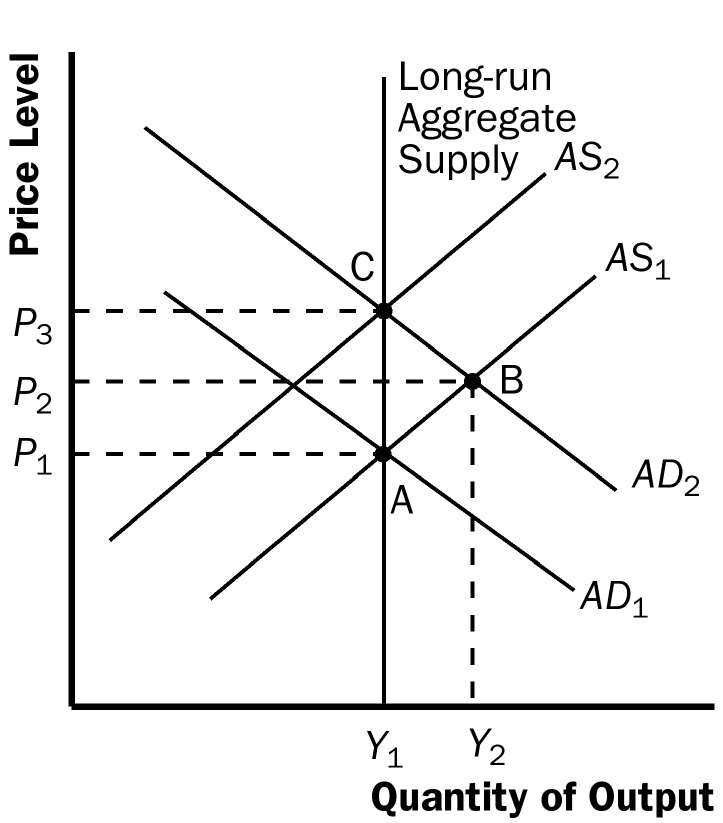 Price Level
Long-run
Aggregate
Supply
AS2
AS1
C
P3
B
P2
P1
AD2
A
AD1
Y1
Y2
Quantity of Output